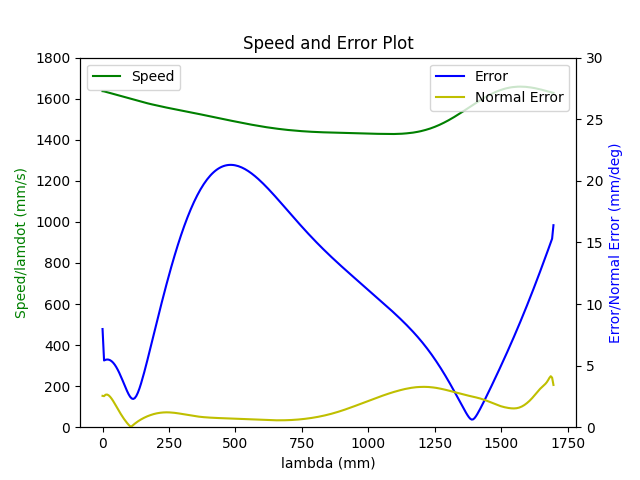 Speed and Error Plot
Speed
Error
Normal Error
Speed/lamdot (mm/s)
1800
1600
1400
1200
1000
800
600
400
200
0
30
25
20
15
10
5
0
Error/Normal Error (mm/deg)
0 250 500 750 1000 1250 1500 1750
lambda (mm)